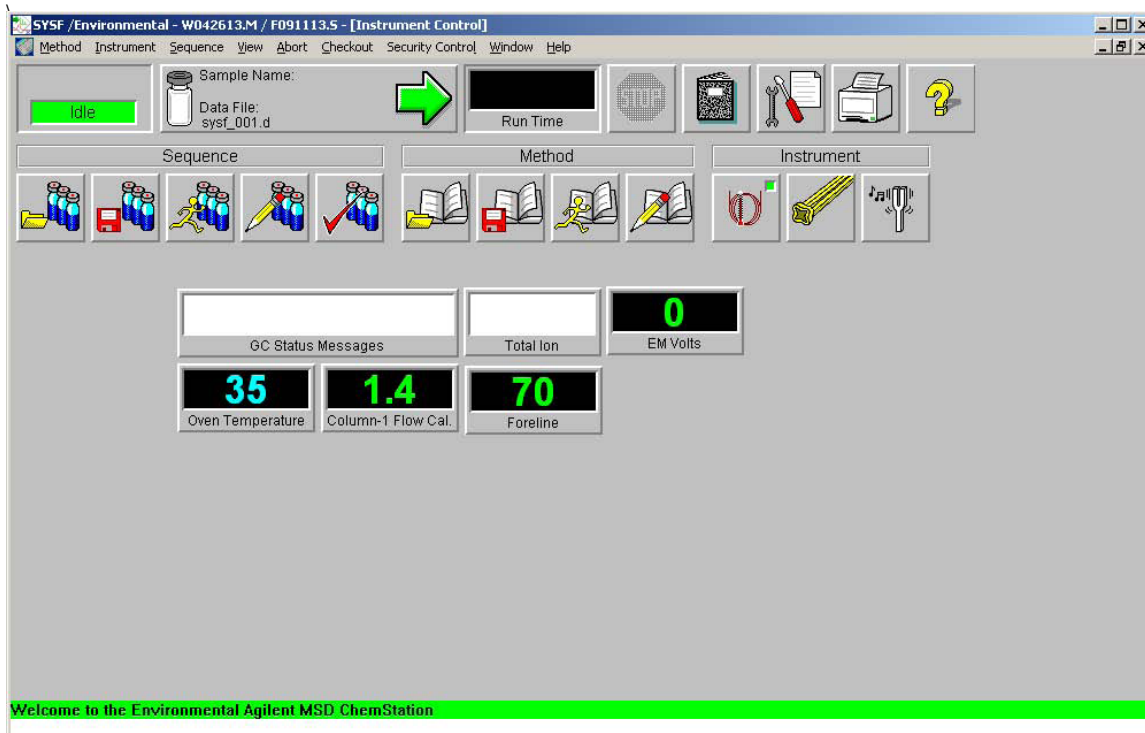 \
SYSF /Environmental - W042613.M / F091113.S - [Instrument Control]
Method Instrument Sequence View Abort Checkout Security Control Window Help
Idle
Sample Name:
Data File:
sysf_001.d
Run Time
STOP
Sequence
Method
Instrument
GC Status Messages
Total Ion
0
EM Volts
35
Oven Temperature
1.4
Column-1 Flow Cal.
70
Foreline
Welcome to the Environmental Agilent MSD ChemStation